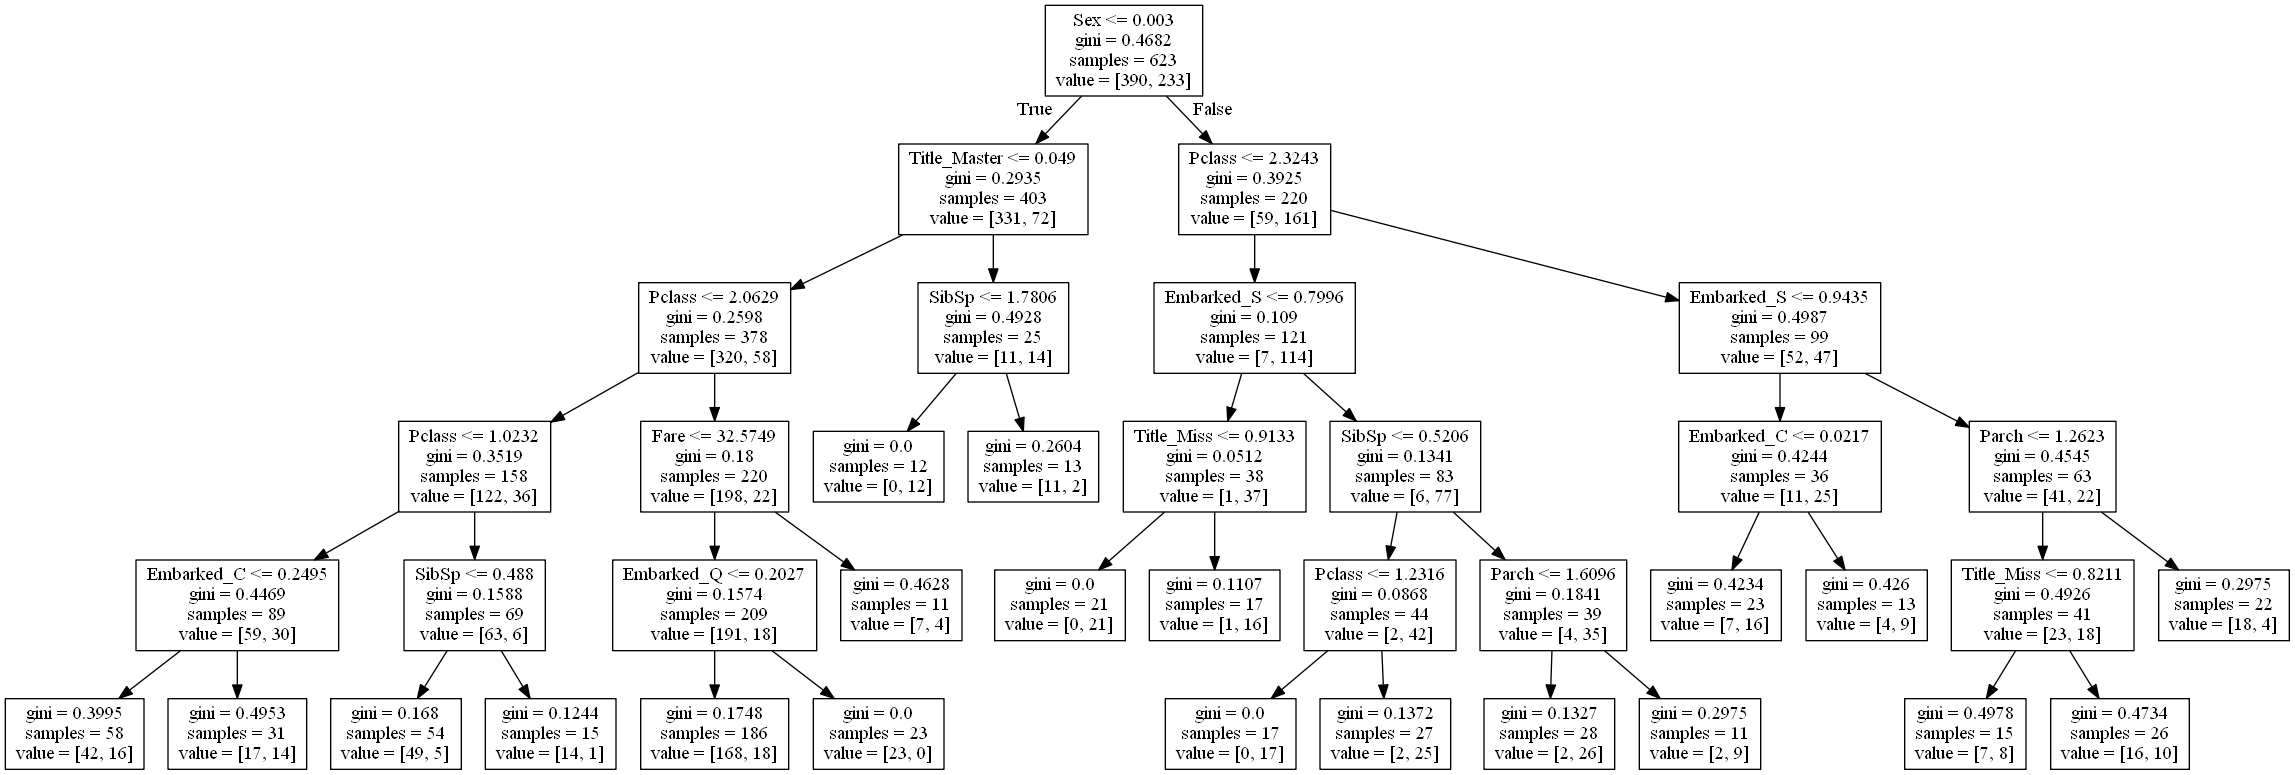 Sex <= 0.003
gini = 0.4682
samples = 623
value = [390, 233]
True
False
Title_Master <= 0.049
gini = 0.2935
samples = 403
value = [331, 72]
Pclass <= 2.3243
gini = 0.3925
samples = 220
value = [59, 161]
Pclass <= 2.0629
gini = 0.2598
samples = 378
value = [320, 58]
SibSp <= 1.7806
gini = 0.4928
samples = 25
value = [11, 14]
Embarked_S <= 0.7996
gini = 0.109
samples = 121
value = [7, 114]
Embarked_S <= 0.9435
gini = 0.4987
samples = 99
value = [52, 47]
Pclass <= 1.0232
gini = 0.3519
samples = 158
value = [122, 36]
Fare <= 32.5749
gini = 0.18
samples = 220
value = [198, 22]
gini = 0.0
samples = 12
value = [0, 12]
gini = 0.2604
samples = 13
value = [11, 2]
Title_Miss <= 0.9133
gini = 0.0512
samples = 38
value = [1, 37]
SibSp <= 0.5206
gini = 0.1341
samples = 83
value = [6, 77]
Embarked_C <= 0.0217
gini = 0.4244
samples = 36
value = [11, 25]
Parch <= 1.2623
gini = 0.4545
samples = 63
value = [41, 22]
Embarked_C <= 0.2495
gini = 0.4469
samples = 89
value = [59, 30]
SibSp <= 0.488
gini = 0.1588
samples = 69
value = [63, 6]
Embarked_Q <= 0.2027
gini = 0.1574
samples = 209
value = [191, 18]
gini = 0.4628
samples = 11
value = [7, 4]
gini = 0.0
samples = 21
value = [0, 21]
gini = 0.1107
samples = 17
value = [1, 16]
Pclass <= 1.2316
gini = 0.0868
samples = 44
value = [2, 42]
Parch <= 1.6096
gini = 0.1841
samples = 39
value = [4, 35]
gini = 0.4234
samples = 23
value = [7, 16]
gini = 0.426
samples = 13
value = [4, 9]
Title_Miss <= 0.8211
gini = 0.4926
samples = 41
value = [23, 18]
gini = 0.2975
samples = 22
value = [18, 4]
gini = 0.3995
samples = 58
value = [42, 16]
gini = 0.4953
samples = 31
value = [17, 14]
gini = 0.168
samples = 54
value = [49, 5]
gini = 0.1244
samples = 15
value = [14, 1]
gini = 0.1748
samples = 186
value = [168, 18]
gini = 0.0
samples = 23
value = [23, 0]
gini = 0.0
samples = 17
value = [0, 17]
gini = 0.1372
samples = 27
value = [2, 25]
gini = 0.1327
samples = 28
value = [2, 26]
gini = 0.2975
samples = 11
value = [2, 9]
gini = 0.4978
samples = 15
value = [7, 8]
gini = 0.4734
samples = 26
value = [16, 10]